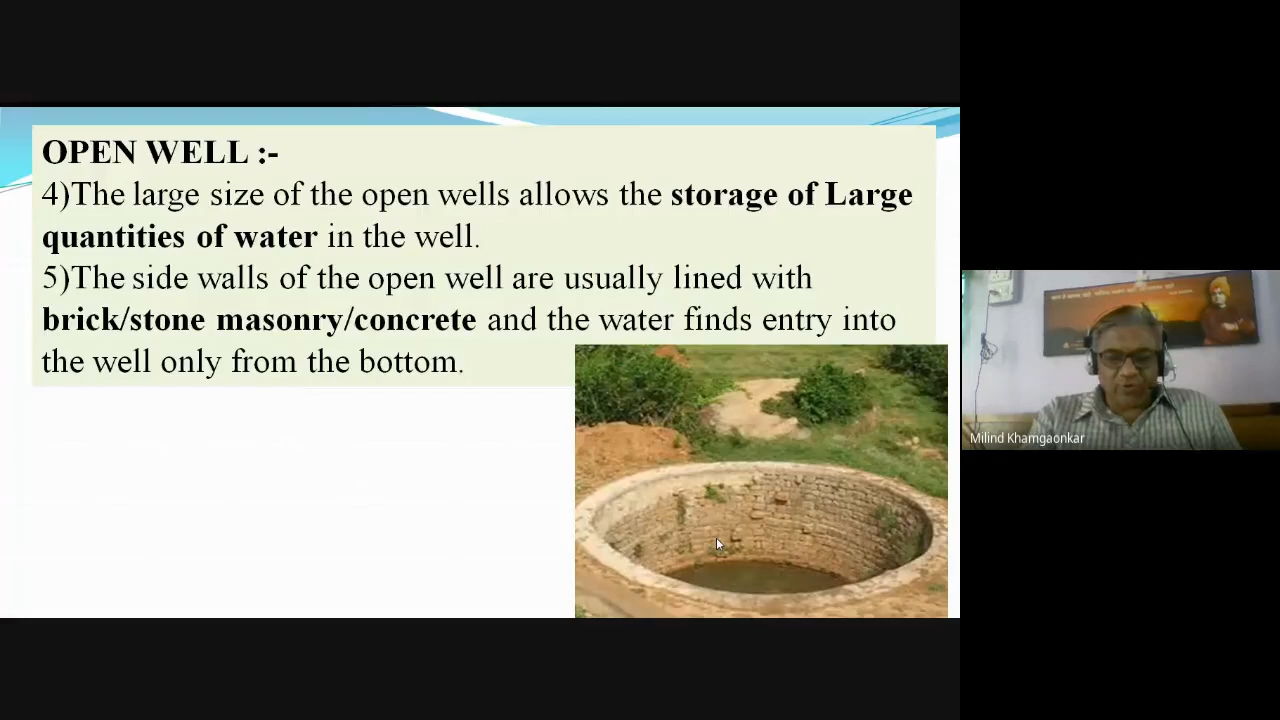 OPEN WELL :-
4)The large size of the open wells allows the storage of Large
quantities of water in the well.
5)The side walls of the open well are usually lined with
brick/stone masonry/concrete and the water finds entry into
the well only from the bottom.
Milind Khamgaonkar